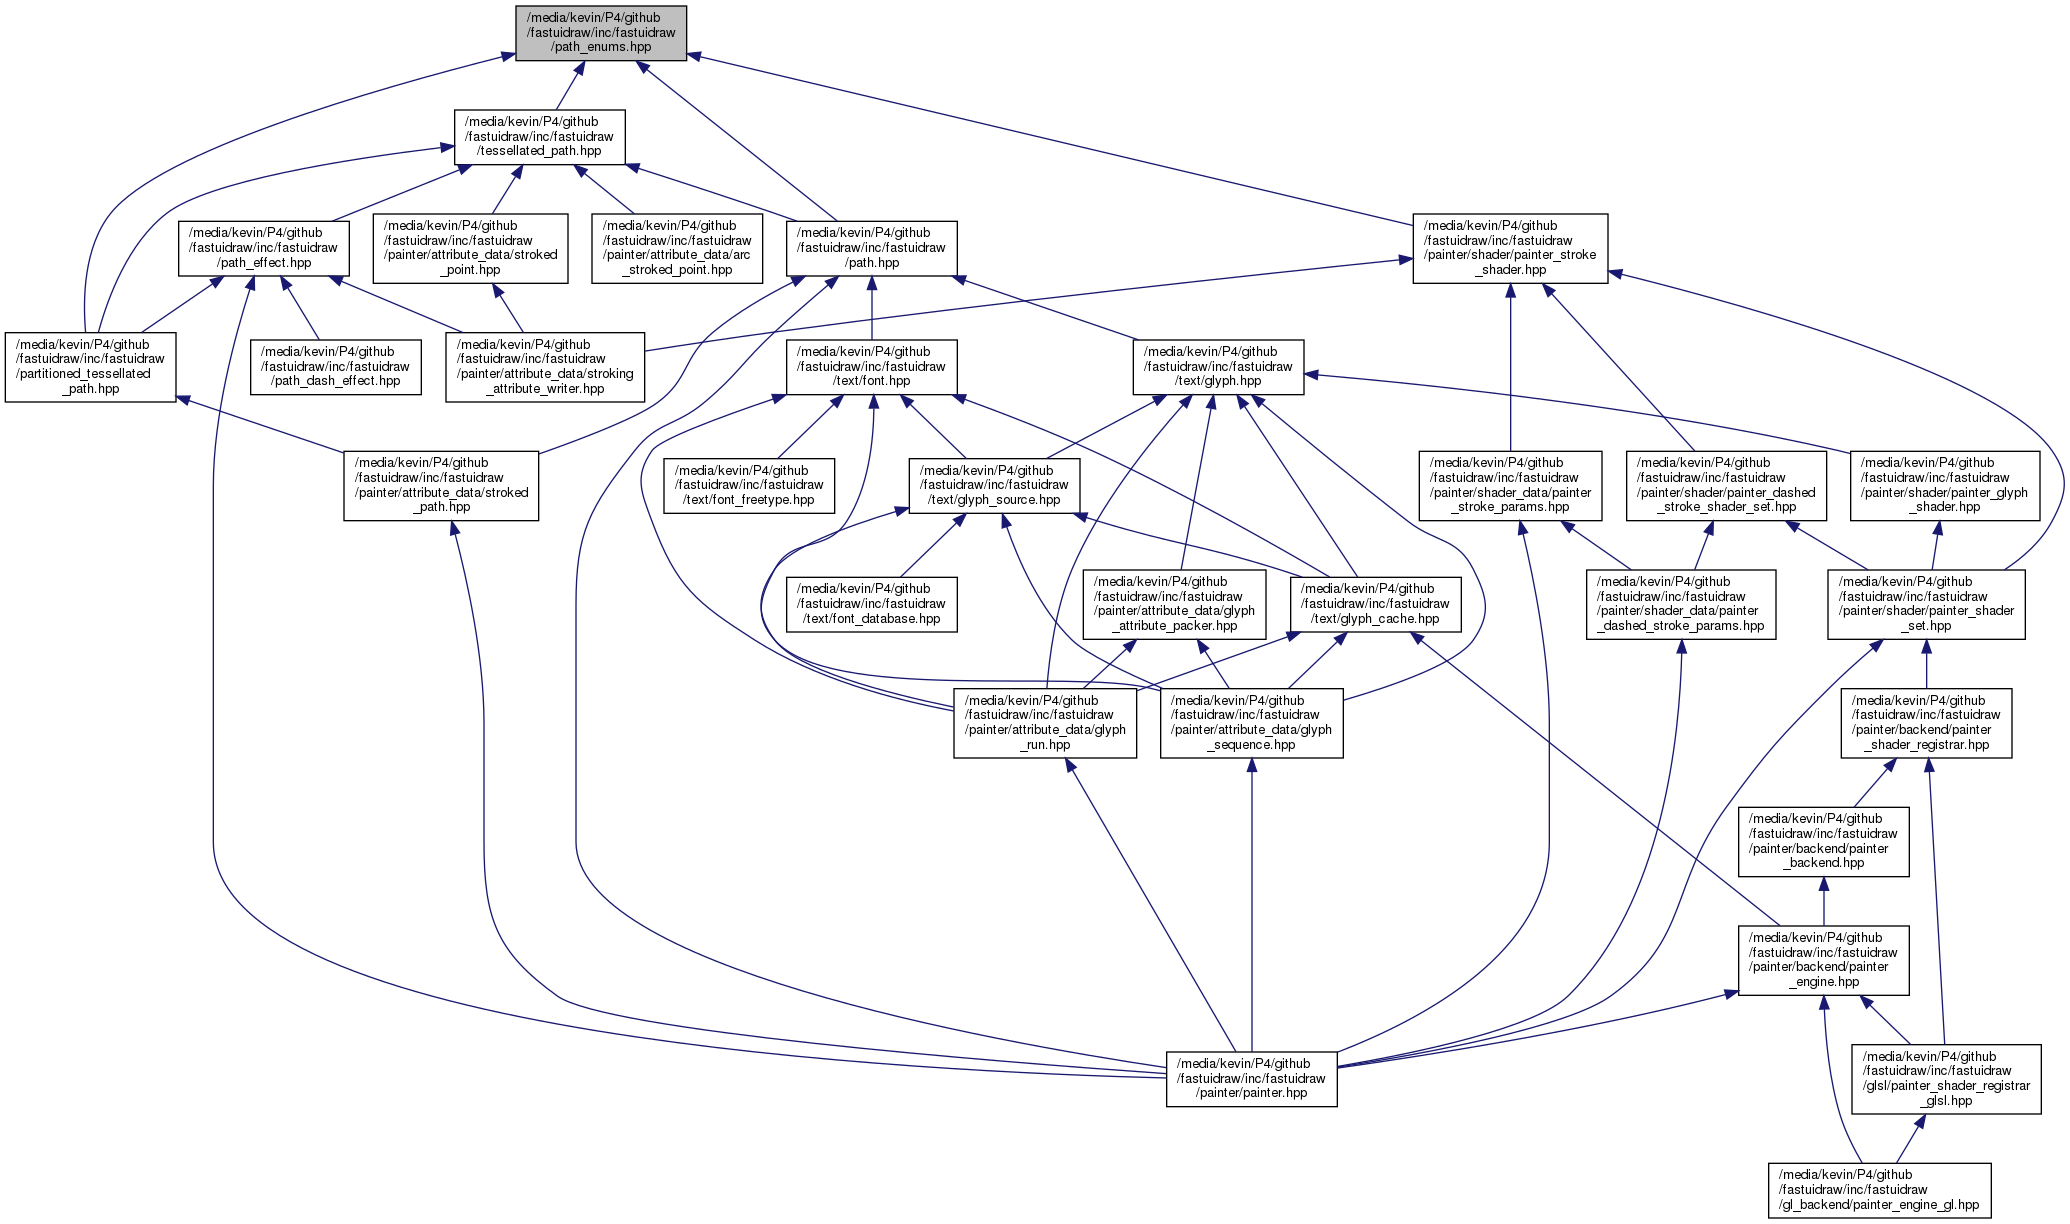 /media/kevin/P4/github
/fastuidraw/inc/fastuidraw
/path_enums.hpp
/media/kevin/P4/github
/fastuidraw/inc/fastuidraw
/tessellated_path.hpp
/media/kevin/P4/github
/fastuidraw/inc/fastuidraw
/path_effect.hpp
/media/kevin/P4/github
/fastuidraw/inc/fastuidraw
/painter/attribute_data/stroked
_point.hpp
/media/kevin/P4/github
/fastuidraw/inc/fastuidraw
/painter/attribute_data/arc
_stroked_point.hpp
/media/kevin/P4/github
/fastuidraw/inc/fastuidraw
/path.hpp
/media/kevin/P4/github
/fastuidraw/inc/fastuidraw
/painter/shader/painter_stroke
_shader.hpp
/media/kevin/P4/github
/fastuidraw/inc/fastuidraw
/partitioned_tessellated
_path.hpp
/media/kevin/P4/github
/fastuidraw/inc/fastuidraw
/path_dash_effect.hpp
/media/kevin/P4/github
/fastuidraw/inc/fastuidraw
/painter/attribute_data/stroking
_attribute_writer.hpp
/media/kevin/P4/github
/fastuidraw/inc/fastuidraw
/text/font.hpp
/media/kevin/P4/github
/fastuidraw/inc/fastuidraw
/text/glyph.hpp
/media/kevin/P4/github
/fastuidraw/inc/fastuidraw
/painter/attribute_data/stroked
_path.hpp
/media/kevin/P4/github
/fastuidraw/inc/fastuidraw
/text/font_freetype.hpp
/media/kevin/P4/github
/fastuidraw/inc/fastuidraw
/text/glyph_source.hpp
/media/kevin/P4/github
/fastuidraw/inc/fastuidraw
/painter/shader_data/painter
_stroke_params.hpp
/media/kevin/P4/github
/fastuidraw/inc/fastuidraw
/painter/shader/painter_dashed
_stroke_shader_set.hpp
/media/kevin/P4/github
/fastuidraw/inc/fastuidraw
/painter/shader/painter_glyph
_shader.hpp
/media/kevin/P4/github
/fastuidraw/inc/fastuidraw
/text/font_database.hpp
/media/kevin/P4/github
/fastuidraw/inc/fastuidraw
/painter/attribute_data/glyph
_attribute_packer.hpp
/media/kevin/P4/github
/fastuidraw/inc/fastuidraw
/text/glyph_cache.hpp
/media/kevin/P4/github
/fastuidraw/inc/fastuidraw
/painter/shader_data/painter
_dashed_stroke_params.hpp
/media/kevin/P4/github
/fastuidraw/inc/fastuidraw
/painter/shader/painter_shader
_set.hpp
/media/kevin/P4/github
/fastuidraw/inc/fastuidraw
/painter/attribute_data/glyph
_run.hpp
/media/kevin/P4/github
/fastuidraw/inc/fastuidraw
/painter/attribute_data/glyph
_sequence.hpp
/media/kevin/P4/github
/fastuidraw/inc/fastuidraw
/painter/backend/painter
_shader_registrar.hpp
/media/kevin/P4/github
/fastuidraw/inc/fastuidraw
/painter/backend/painter
_backend.hpp
/media/kevin/P4/github
/fastuidraw/inc/fastuidraw
/painter/backend/painter
_engine.hpp
/media/kevin/P4/github
/fastuidraw/inc/fastuidraw
/painter/painter.hpp
/media/kevin/P4/github
/fastuidraw/inc/fastuidraw
/glsl/painter_shader_registrar
_glsl.hpp
/media/kevin/P4/github
/fastuidraw/inc/fastuidraw
/gl_backend/painter_engine_gl.hpp